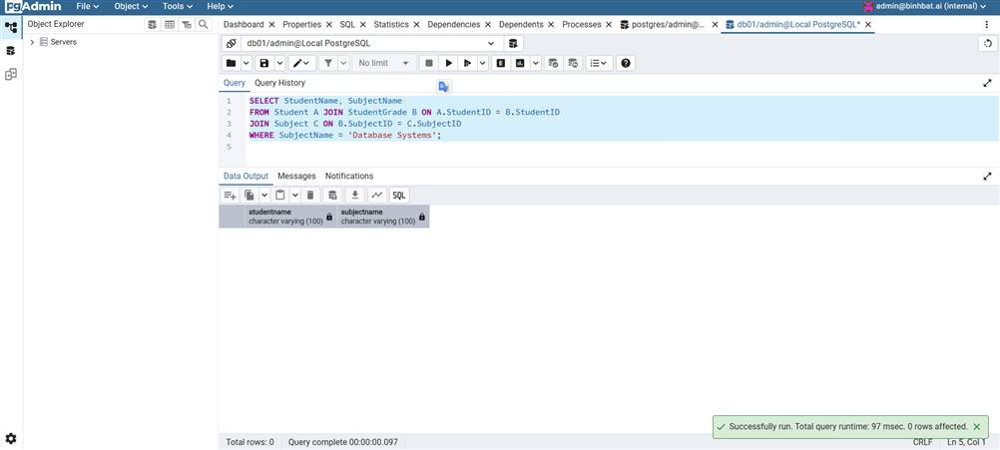 pgAdmin File Object Tools Help admin@binhbat.ai (internal)
Object Explorer
Servers
Dashboard Properties SQL Statistics Dependencies Dependents Processes postgres/admin@... db01/admin@Local PostgreSQL*
db01/admin@Local PostgreSQL
No limit
Query Query History
1 SELECT StudentName, SubjectName
2 FROM Student A JOIN StudentGrade B ON A.StudentID = B.StudentID
3 JOIN Subject C ON B.SubjectID = C.SubjectID
4 WHERE SubjectName = 'Database Systems';
5
Data Output Messages Notifications
SQL
studentname subjectname
character varying (100) character varying (100)
Successfully run. Total query runtime: 97 msec. 0 rows affected.
Total rows: 0 Query complete 00:00:00.097 CRLF Ln 5, Col 1